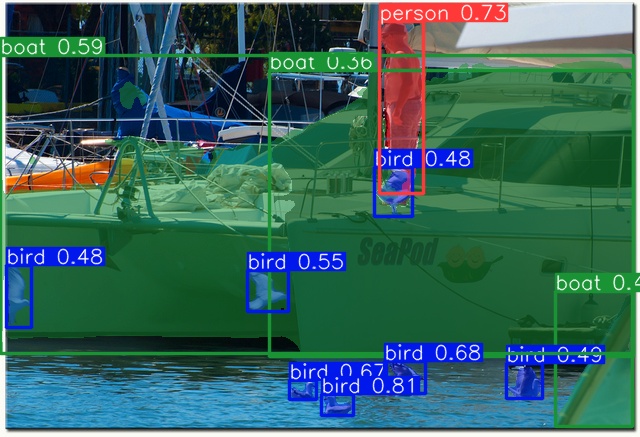 person 0.73
boat 0.59
boat 0.36
bird 0.48
bird 0.48
bird 0.55
SeaPod
boat 0.4
bird 0.68
bird 0.49
bird 0.67
bird 0.81